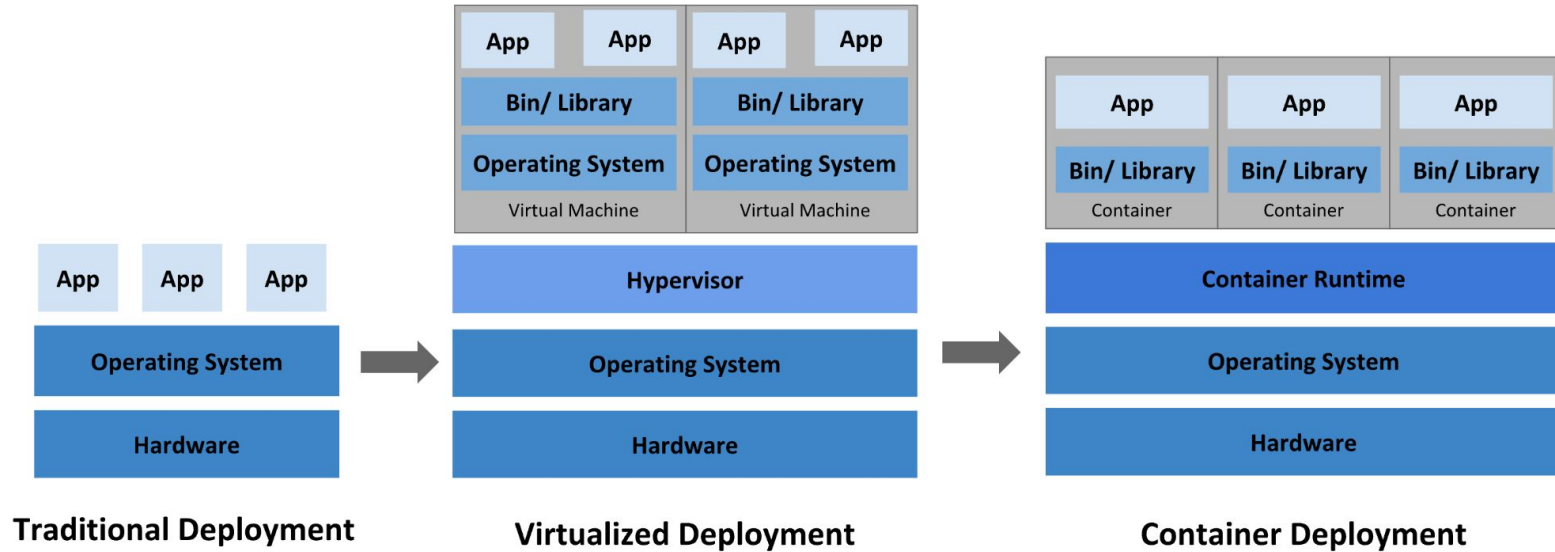 App
App
App
Operating System
Hardware
Traditional Deployment
App
App
App
App
Bin/ Library
Bin/ Library
Operating System
Operating System
Virtual Machine
Virtual Machine
Hypervisor
Operating System
Hardware
Virtualized Deployment
App
App
App
Bin/ Library
Bin/ Library
Bin/ Library
Container
Container
Container
Container Runtime
Operating System
Hardware
Container Deployment